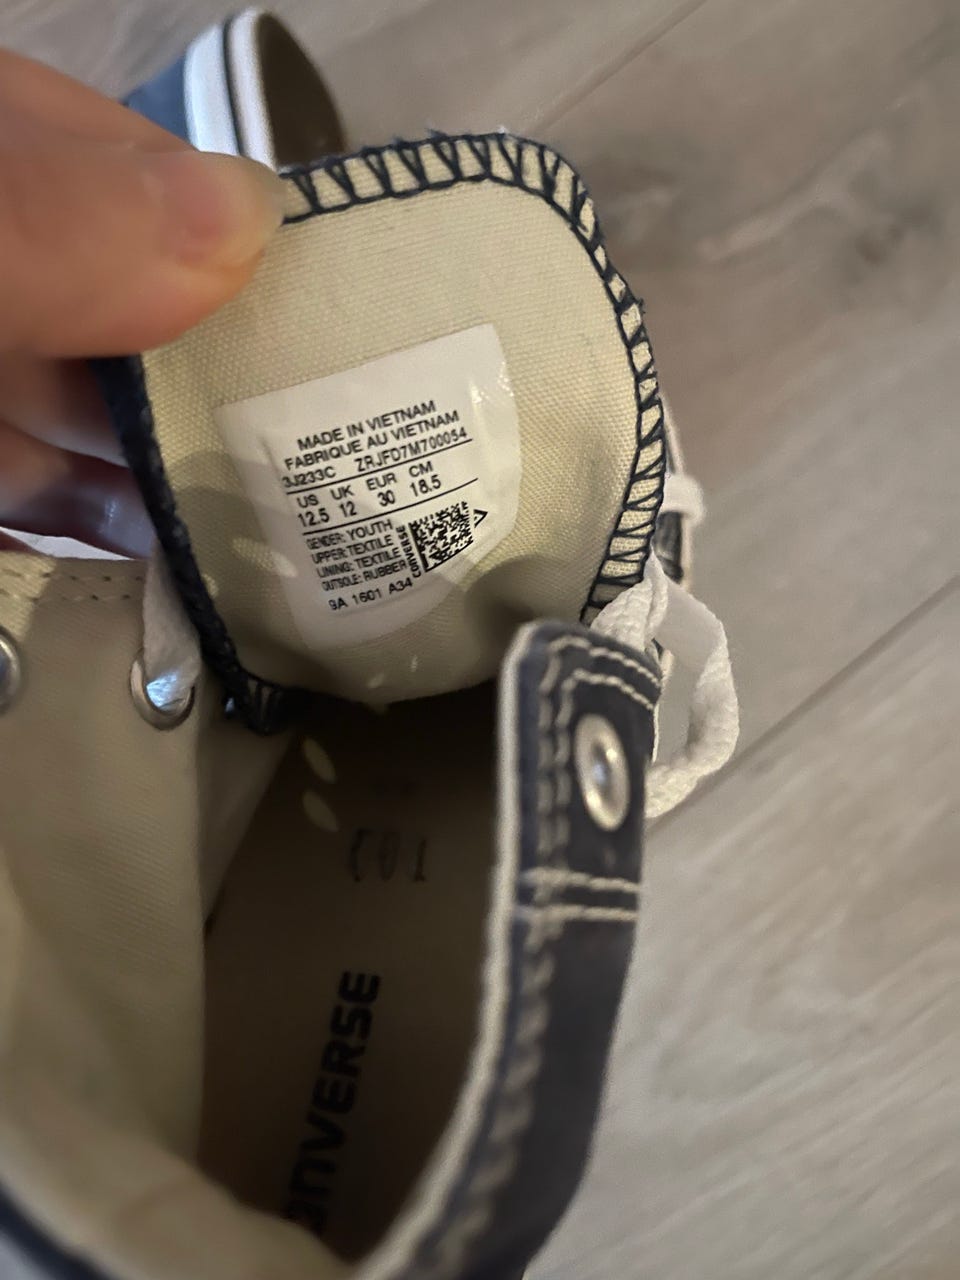 MADE IN VIETNAM
FABRIQUE AU VIETNAM
3J233C ZRJFD7M700054
US UK EUR CM
12.5 12 30 18.5
GENDER: YOUTH
UPPER:TEXTILE
LINING: TEXTILE
OUTSOLE: RUBBER
CONVERSE
9A 1601 A34
CONVERSE